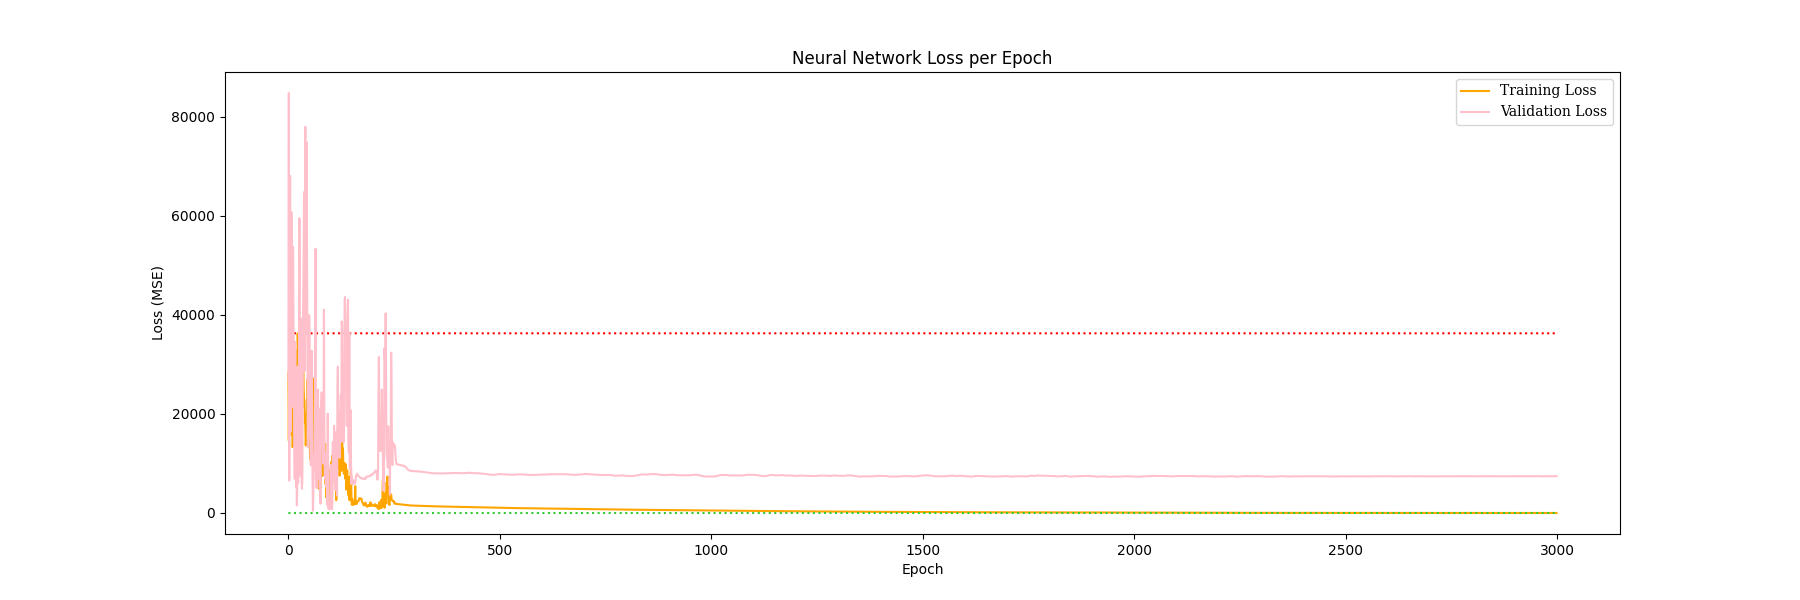 Neural Network Loss per Epoch
Training Loss
Validation Loss
80000
60000
40000
20000
0
Loss (MSE)
0 500 1000 1500 2000 2500 3000
Epoch